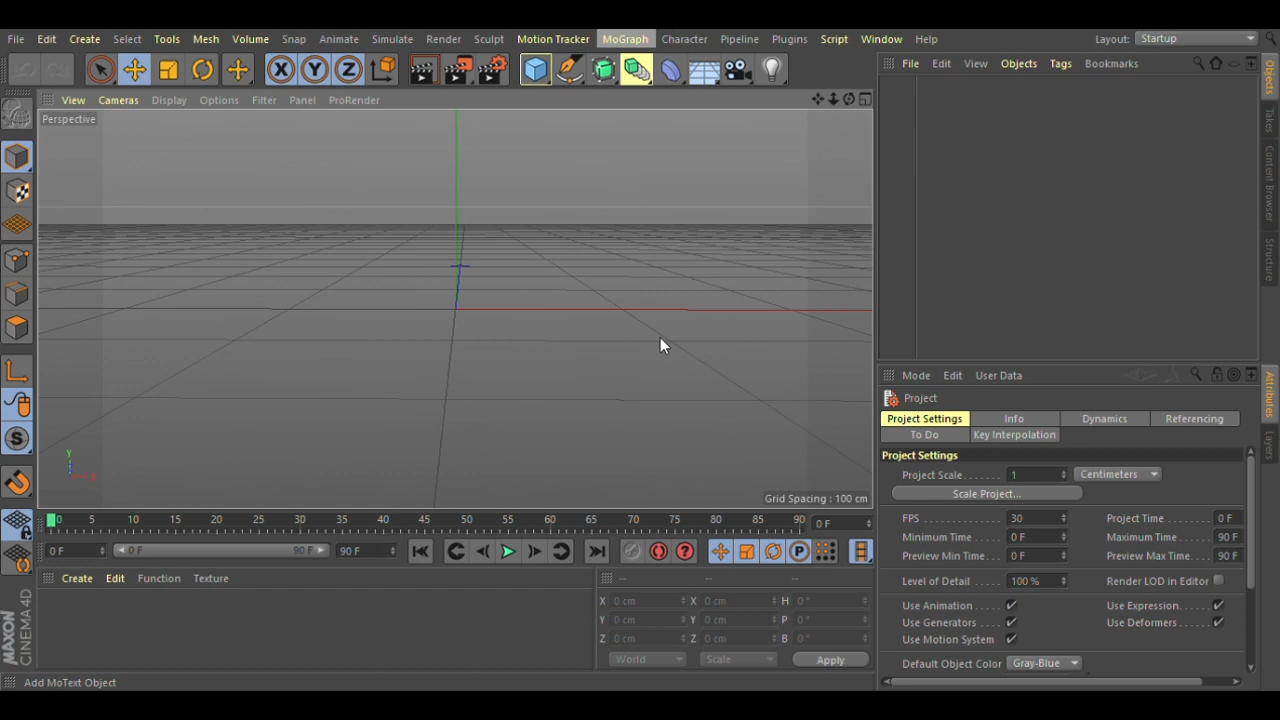 File Edit Create Select Tools Mesh Volume Snap Animate Simulate Render Sculpt Motion Tracker MoGraph Character Pipeline Plugins Script Window Help Layout: Startup
X Y Z
File Edit View Objects Tags Bookmarks
View Cameras Display Options Filter Panel ProRender
Perspective
Objects
Takes
Content Browser
Structure
Mode Edit User Data
Project
Project Settings Info Dynamics Referencing
To Do Key Interpolation
Attributes
Layers
Project Settings
Project Scale 1 Centimeters
Scale Project...
FPS 30 Project Time 0 F
Minimum Time 0 F Maximum Time 90 F
Preview Min Time 0 F Preview Max Time 90 F
Level of Detail 100 % Render LOD in Editor
Use Animation Use Expression
Use Generators Use Deformers
Use Motion System
Default Object Color Gray-Blue
Y
X
Grid Spacing : 100 cm
0 5 10 15 20 25 30 35 40 45 50 55 60 65 70 75 80 85 90 0 F
0 F 0 F 90 F 90 F
Create Edit Function Texture
-- -- --
X 0 cm X 0 cm H 0 °
Y 0 cm Y 0 cm P 0 °
Z 0 cm Z 0 cm B 0 °
World Scale Apply
MAXON CINEMA 4D
Add MoText Object